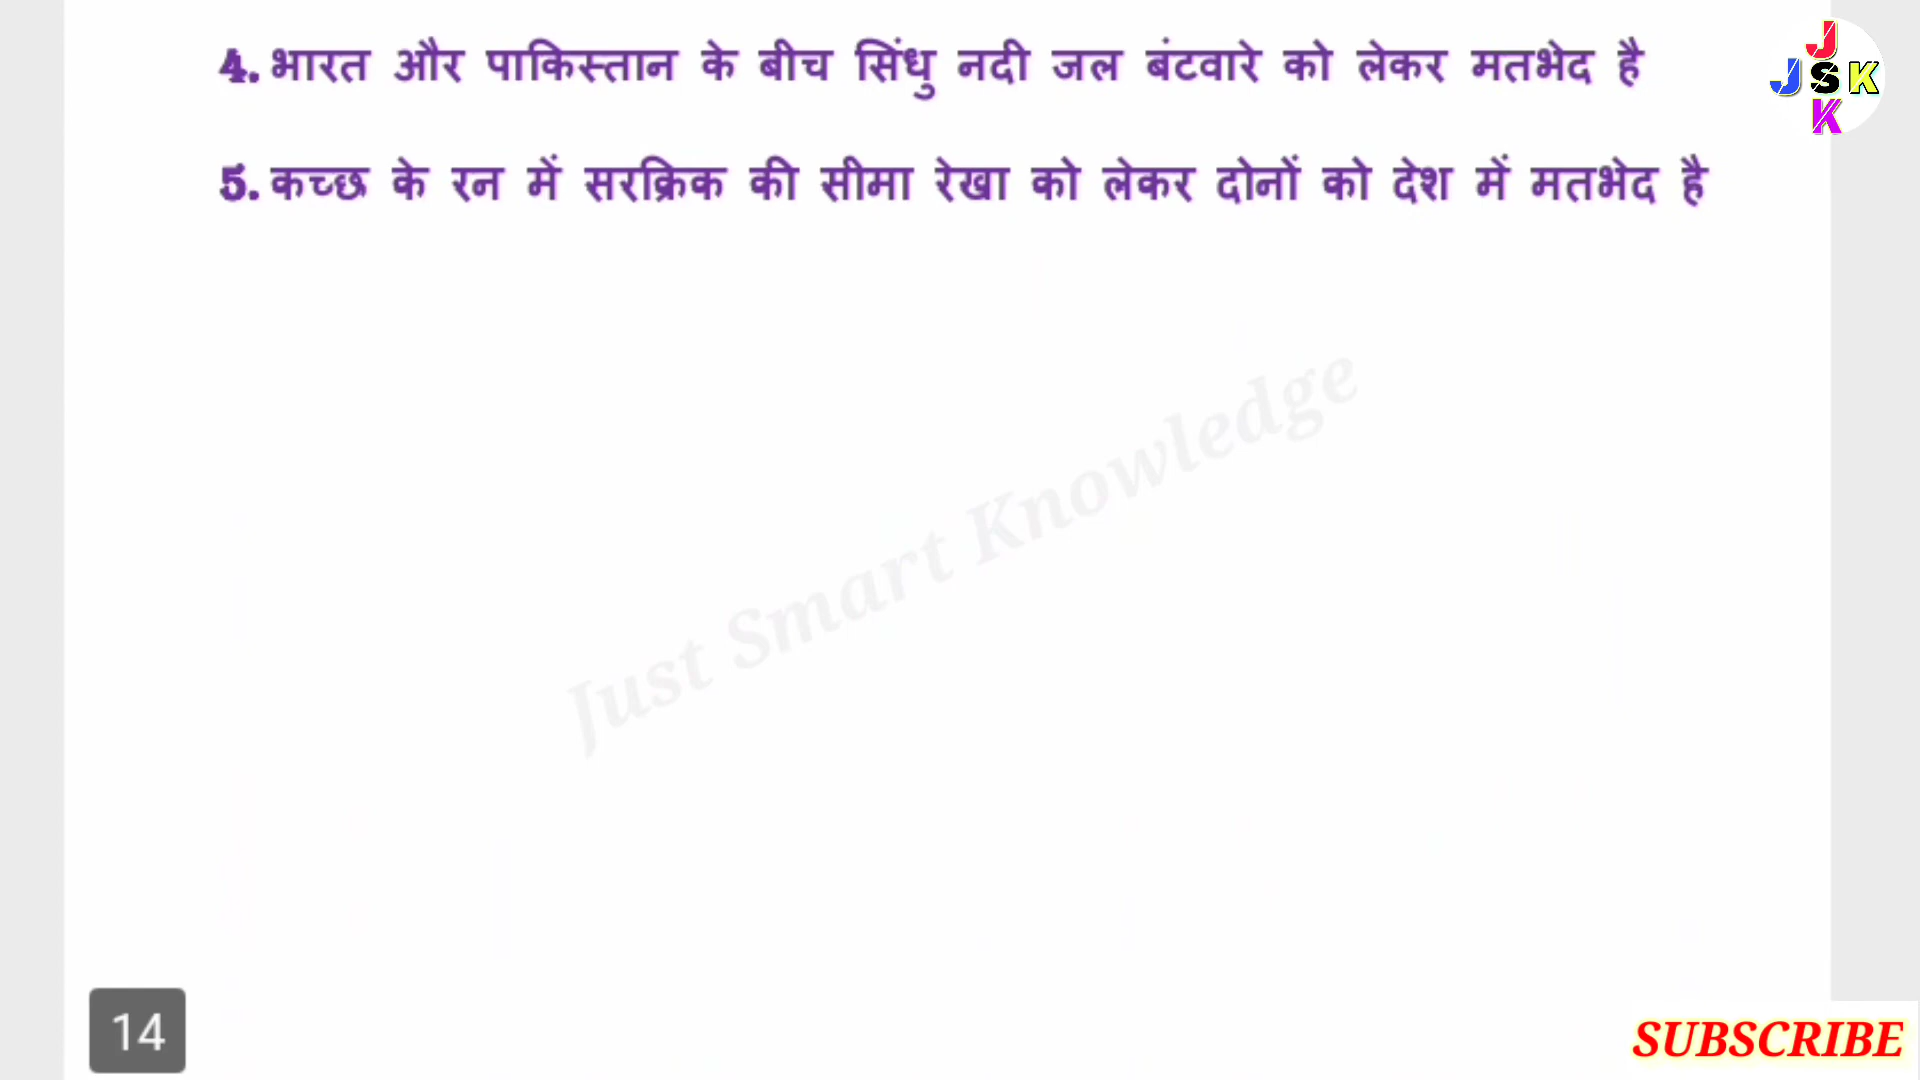 4. भारत और पाकिस्तान के बीच सिंधु नदी जल बंटवारे को लेकर मतभेद है
5. कच्छ के रन में सरक्रिक की सीमा रेखा को लेकर दोनों को देश में मतभेद है
J
J S K
K
Just Smart Knowledge
14
SUBSCRIBE